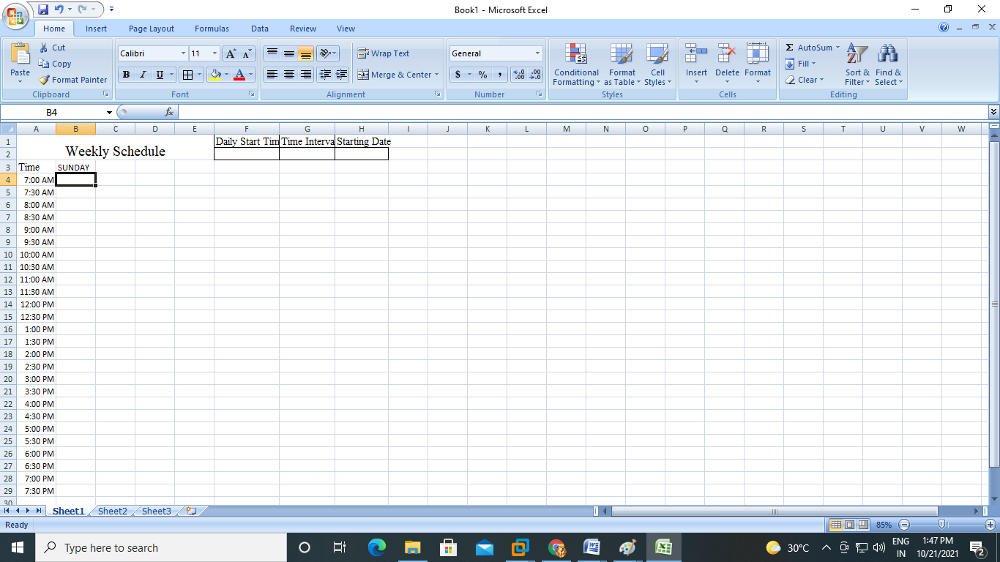 Book1 - Microsoft Excel
Home Insert Page Layout Formulas Data Review View
Paste Cut Copy Format Painter
Calibri 11
B I U A
Wrap Text
Merge & Center
General
$ % ,
Conditional Formatting
Format as Table
Cell Styles
Insert Delete Format
Σ AutoSum
Fill
Clear
Sort & Filter
Find & Select
Clipboard Font Alignment Number Styles Cells Editing
B4 fx
A B C D E F G H I J K L M N O P Q R S T U V W
1 Daily Start Tim Time Interva Starting Date
2 Weekly Schedule
3 Time SUNDAY
4 7:00 AM
5 7:30 AM
6 8:00 AM
7 8:30 AM
8 9:00 AM
9 9:30 AM
10 10:00 AM
11 10:30 AM
12 11:00 AM
13 11:30 AM
14 12:00 PM
15 12:30 PM
16 1:00 PM
17 1:30 PM
18 2:00 PM
19 2:30 PM
20 3:00 PM
21 3:30 PM
22 4:00 PM
23 4:30 PM
24 5:00 PM
25 5:30 PM
26 6:00 PM
27 6:30 PM
28 7:00 PM
29 7:30 PM
30
Sheet1 Sheet2 Sheet3
Ready 85%
Type here to search
30°C ENG 1:47 PM
IN 10/21/2021 2